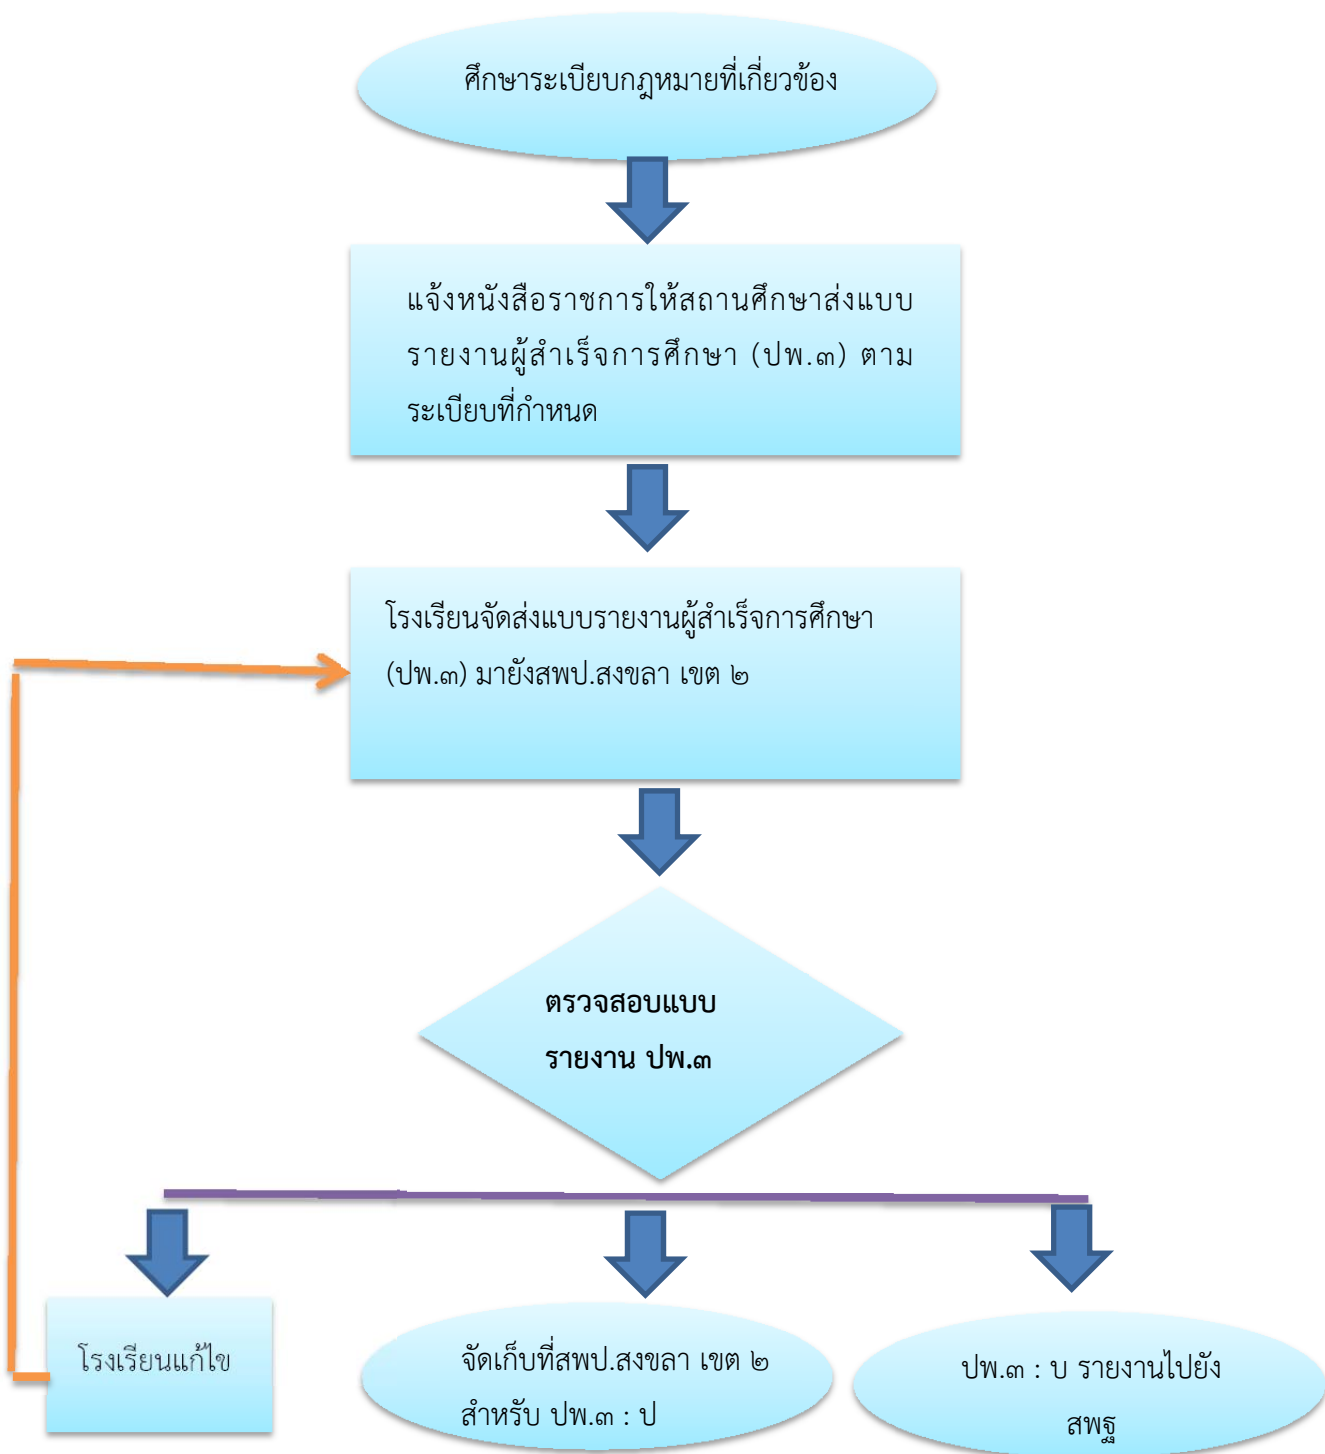 ศึกษาระเบียบกฎหมายที่เกี่ยวข้อง
แจ้งหนังสือราชการให้สถานศึกษาส่งแบบ
รายงานผู้สำเร็จการศึกษา (ปพ.๓) ตาม
ระเบียบที่กำหนด
โรงเรียนจัดส่งแบบรายงานผู้สำเร็จการศึกษา
(ปพ.๓) มายังสพป.สงขลา เขต ๒
ตรวจสอบแบบ
รายงาน ปพ.๓
โรงเรียนแก้ไข
จัดเก็บที่สพป.สงขลา เขต ๒
สำหรับ ปพ.๓ : ป
ปพ.๓ : บ รายงานไปยัง
สพฐ